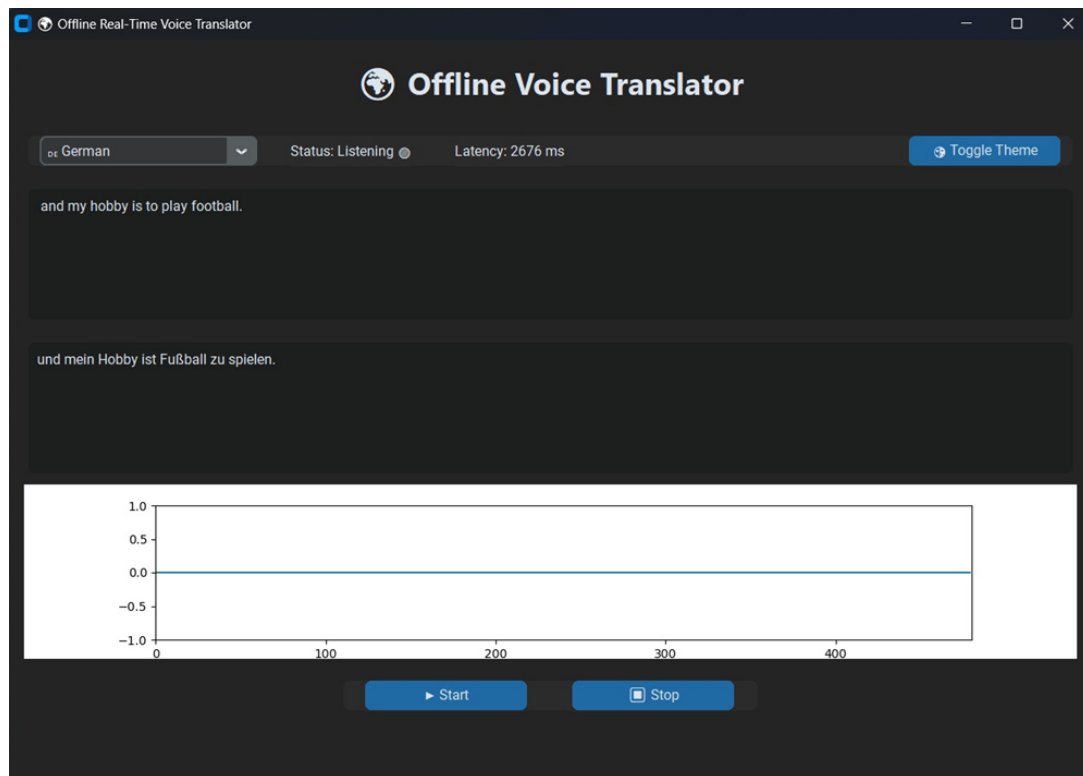 Offline Real-Time Voice Translator
Offline Voice Translator
DE German
Status: Listening
Latency: 2676 ms
Toggle Theme
and my hobby is to play football.
und mein Hobby ist Fußball zu spielen.
1.0
0.5
0.0
−0.5
−1.0
0 100 200 300 400
Start
Stop